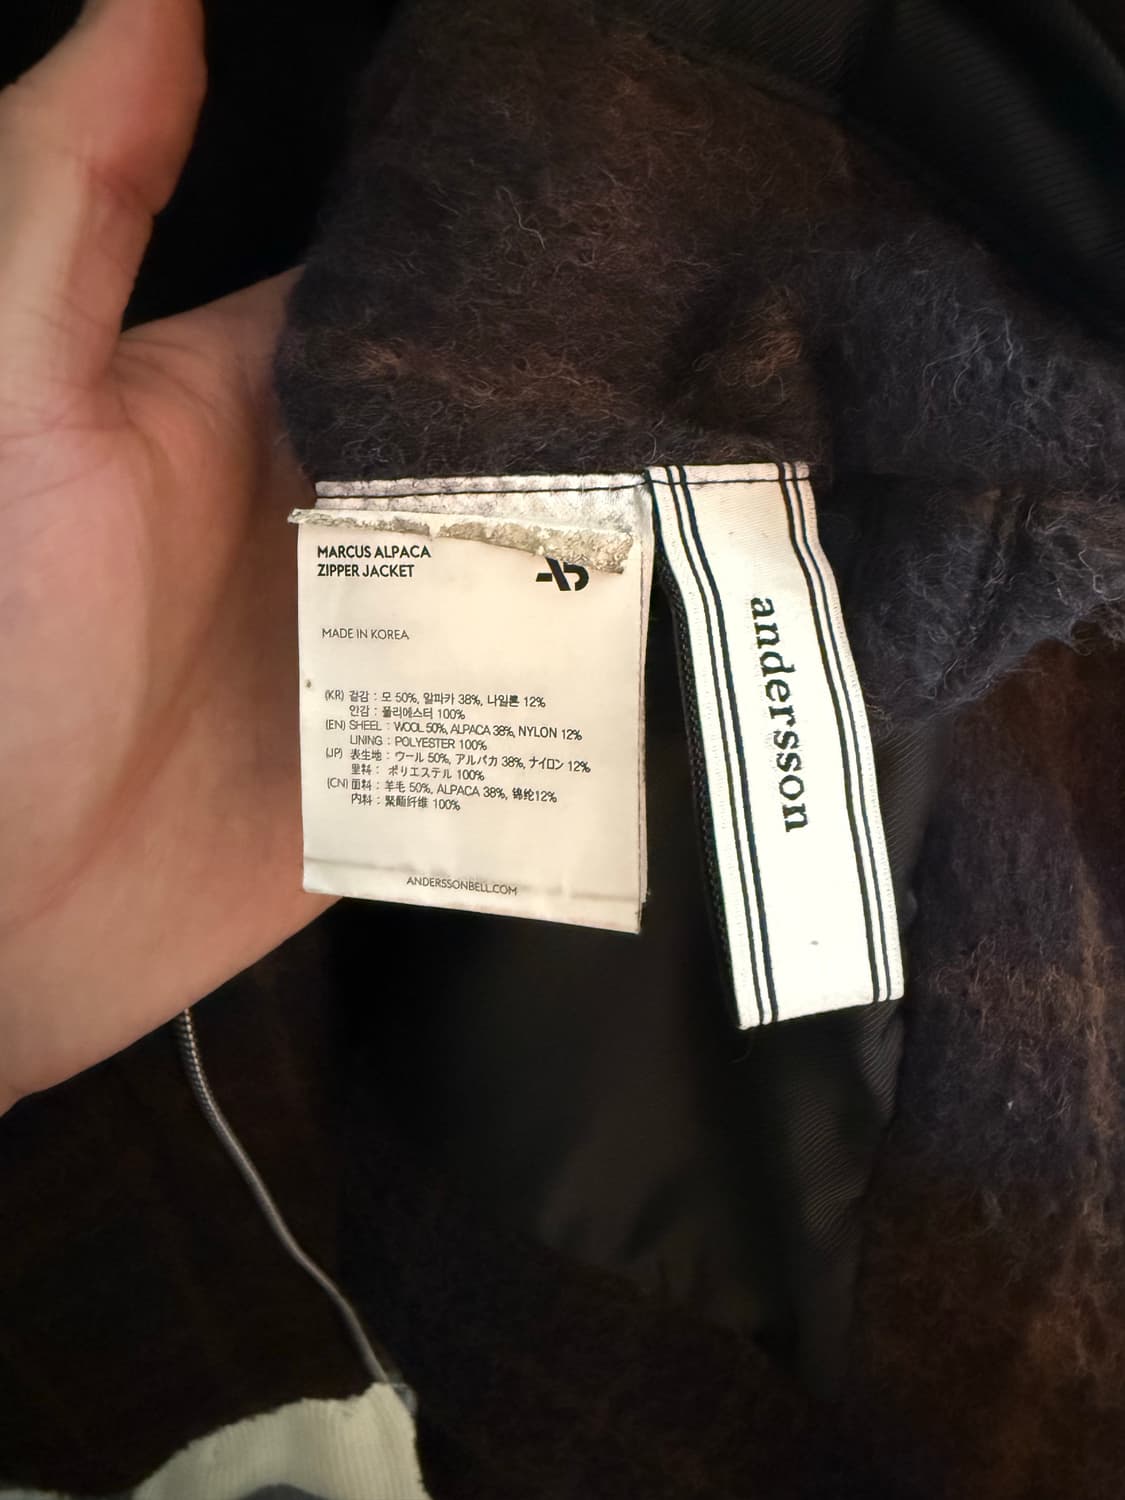 MARCUS ALPACA
ZIPPER JACKET
MADE IN KOREA
(KR) 겉감 : 모 50%, 알파카 38%, 나일론 12%
인감 : 폴리에스터 100%
(EN) SHEEL : WOOL 50%, ALPACA 38%, NYLON 12%
LINING : POLYESTER 100%
(JP) 表生地 : ウール 50%, アルパカ 38%, ナイロン 12%
里料 : ポリエステル 100%
(CN) 面料 : 羊毛 50%, ALPACA 38%, 锦纶12%
内料 : 聚酯纤维 100%
ANDERSSONBELL.COM
andersson